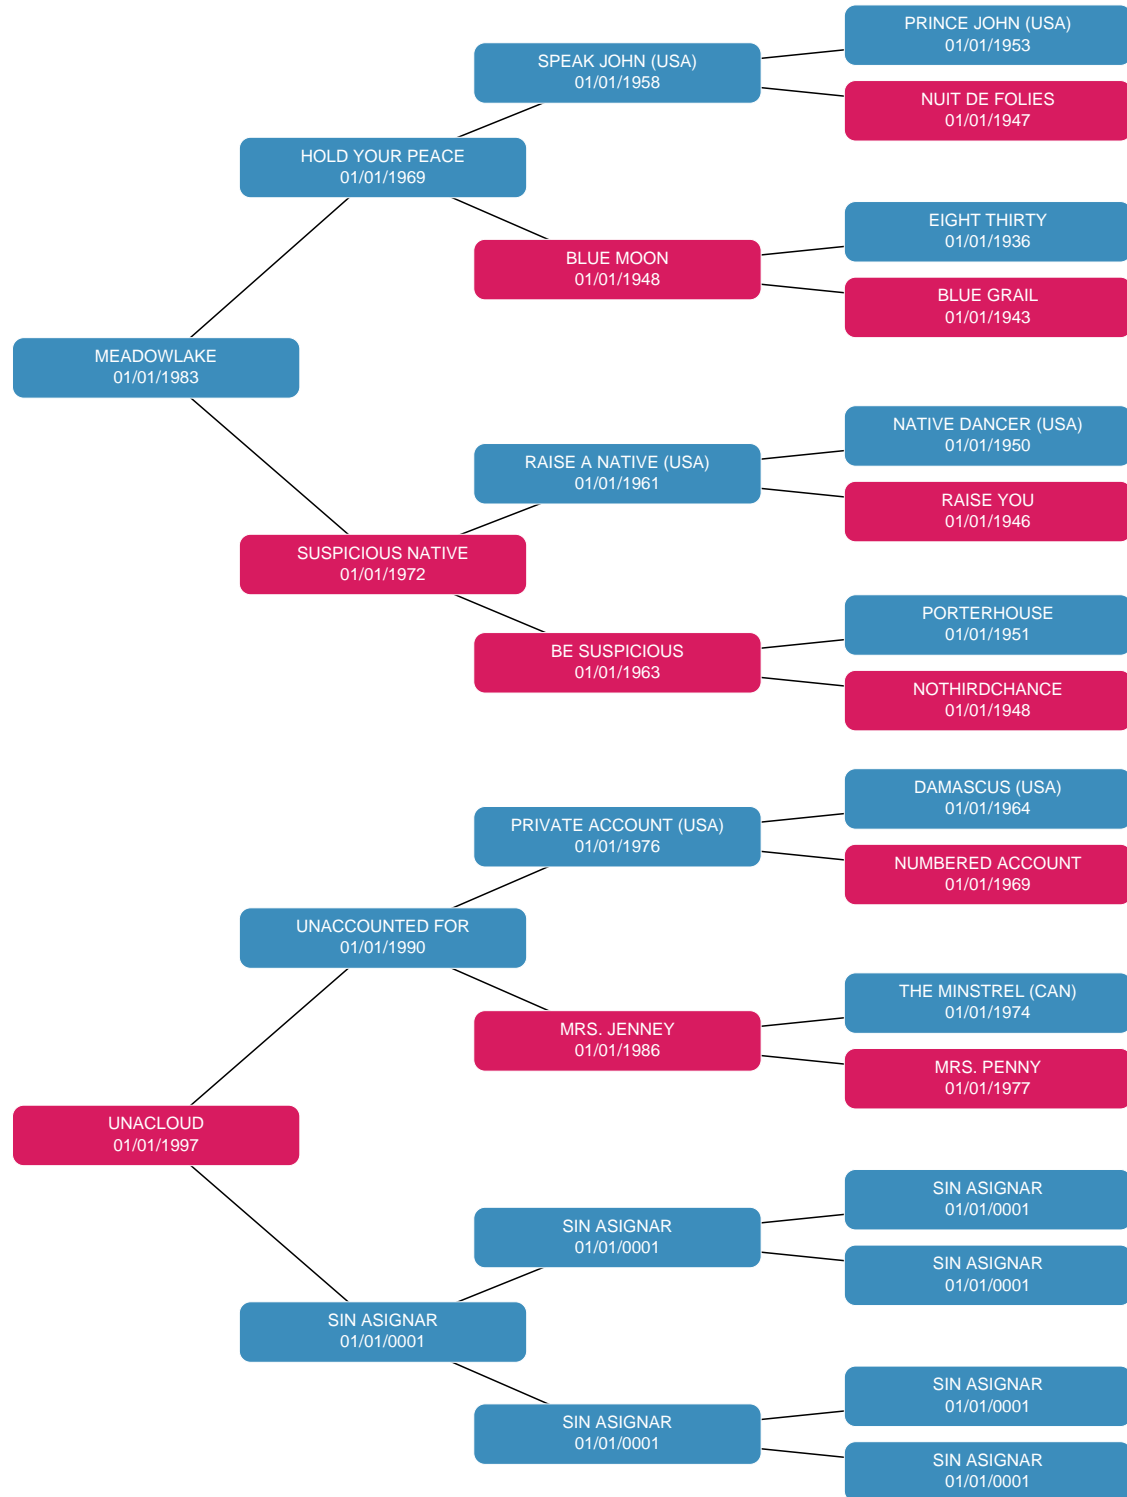 PRINCE JOHN (USA)
01/01/1953
SPEAK JOHN (USA)
01/01/1958
NUIT DE FOLIES
01/01/1947
HOLD YOUR PEACE
01/01/1969
EIGHT THIRTY
01/01/1936
BLUE MOON
01/01/1948
BLUE GRAIL
01/01/1943
MEADOWLAKE
01/01/1983
NATIVE DANCER (USA)
01/01/1950
RAISE A NATIVE (USA)
01/01/1961
RAISE YOU
01/01/1946
SUSPICIOUS NATIVE
01/01/1972
PORTERHOUSE
01/01/1951
BE SUSPICIOUS
01/01/1963
NOTHIRDCHANCE
01/01/1948
DAMASCUS (USA)
01/01/1964
PRIVATE ACCOUNT (USA)
01/01/1976
NUMBERED ACCOUNT
01/01/1969
UNACCOUNTED FOR
01/01/1990
THE MINSTREL (CAN)
01/01/1974
MRS. JENNEY
01/01/1986
MRS. PENNY
01/01/1977
UNACLOUD
01/01/1997
SIN ASIGNAR
01/01/0001
SIN ASIGNAR
01/01/0001
SIN ASIGNAR
01/01/0001
SIN ASIGNAR
01/01/0001
SIN ASIGNAR
01/01/0001
SIN ASIGNAR
01/01/0001
SIN ASIGNAR
01/01/0001